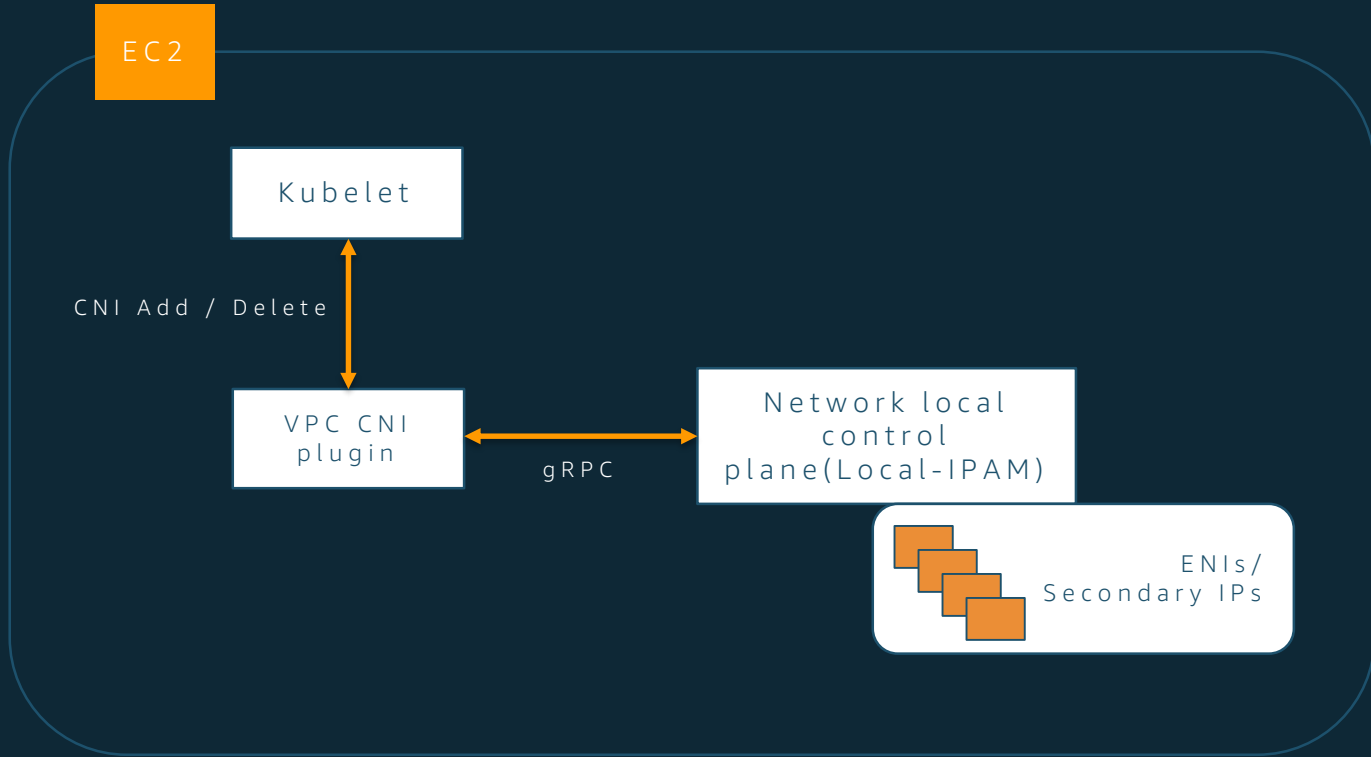 EC2
Kubelet
CNI Add / Delete
VPC CNI
plugin
gRPC
Network local
control
plane(Local-IPAM)
ENIs/
Secondary IPs